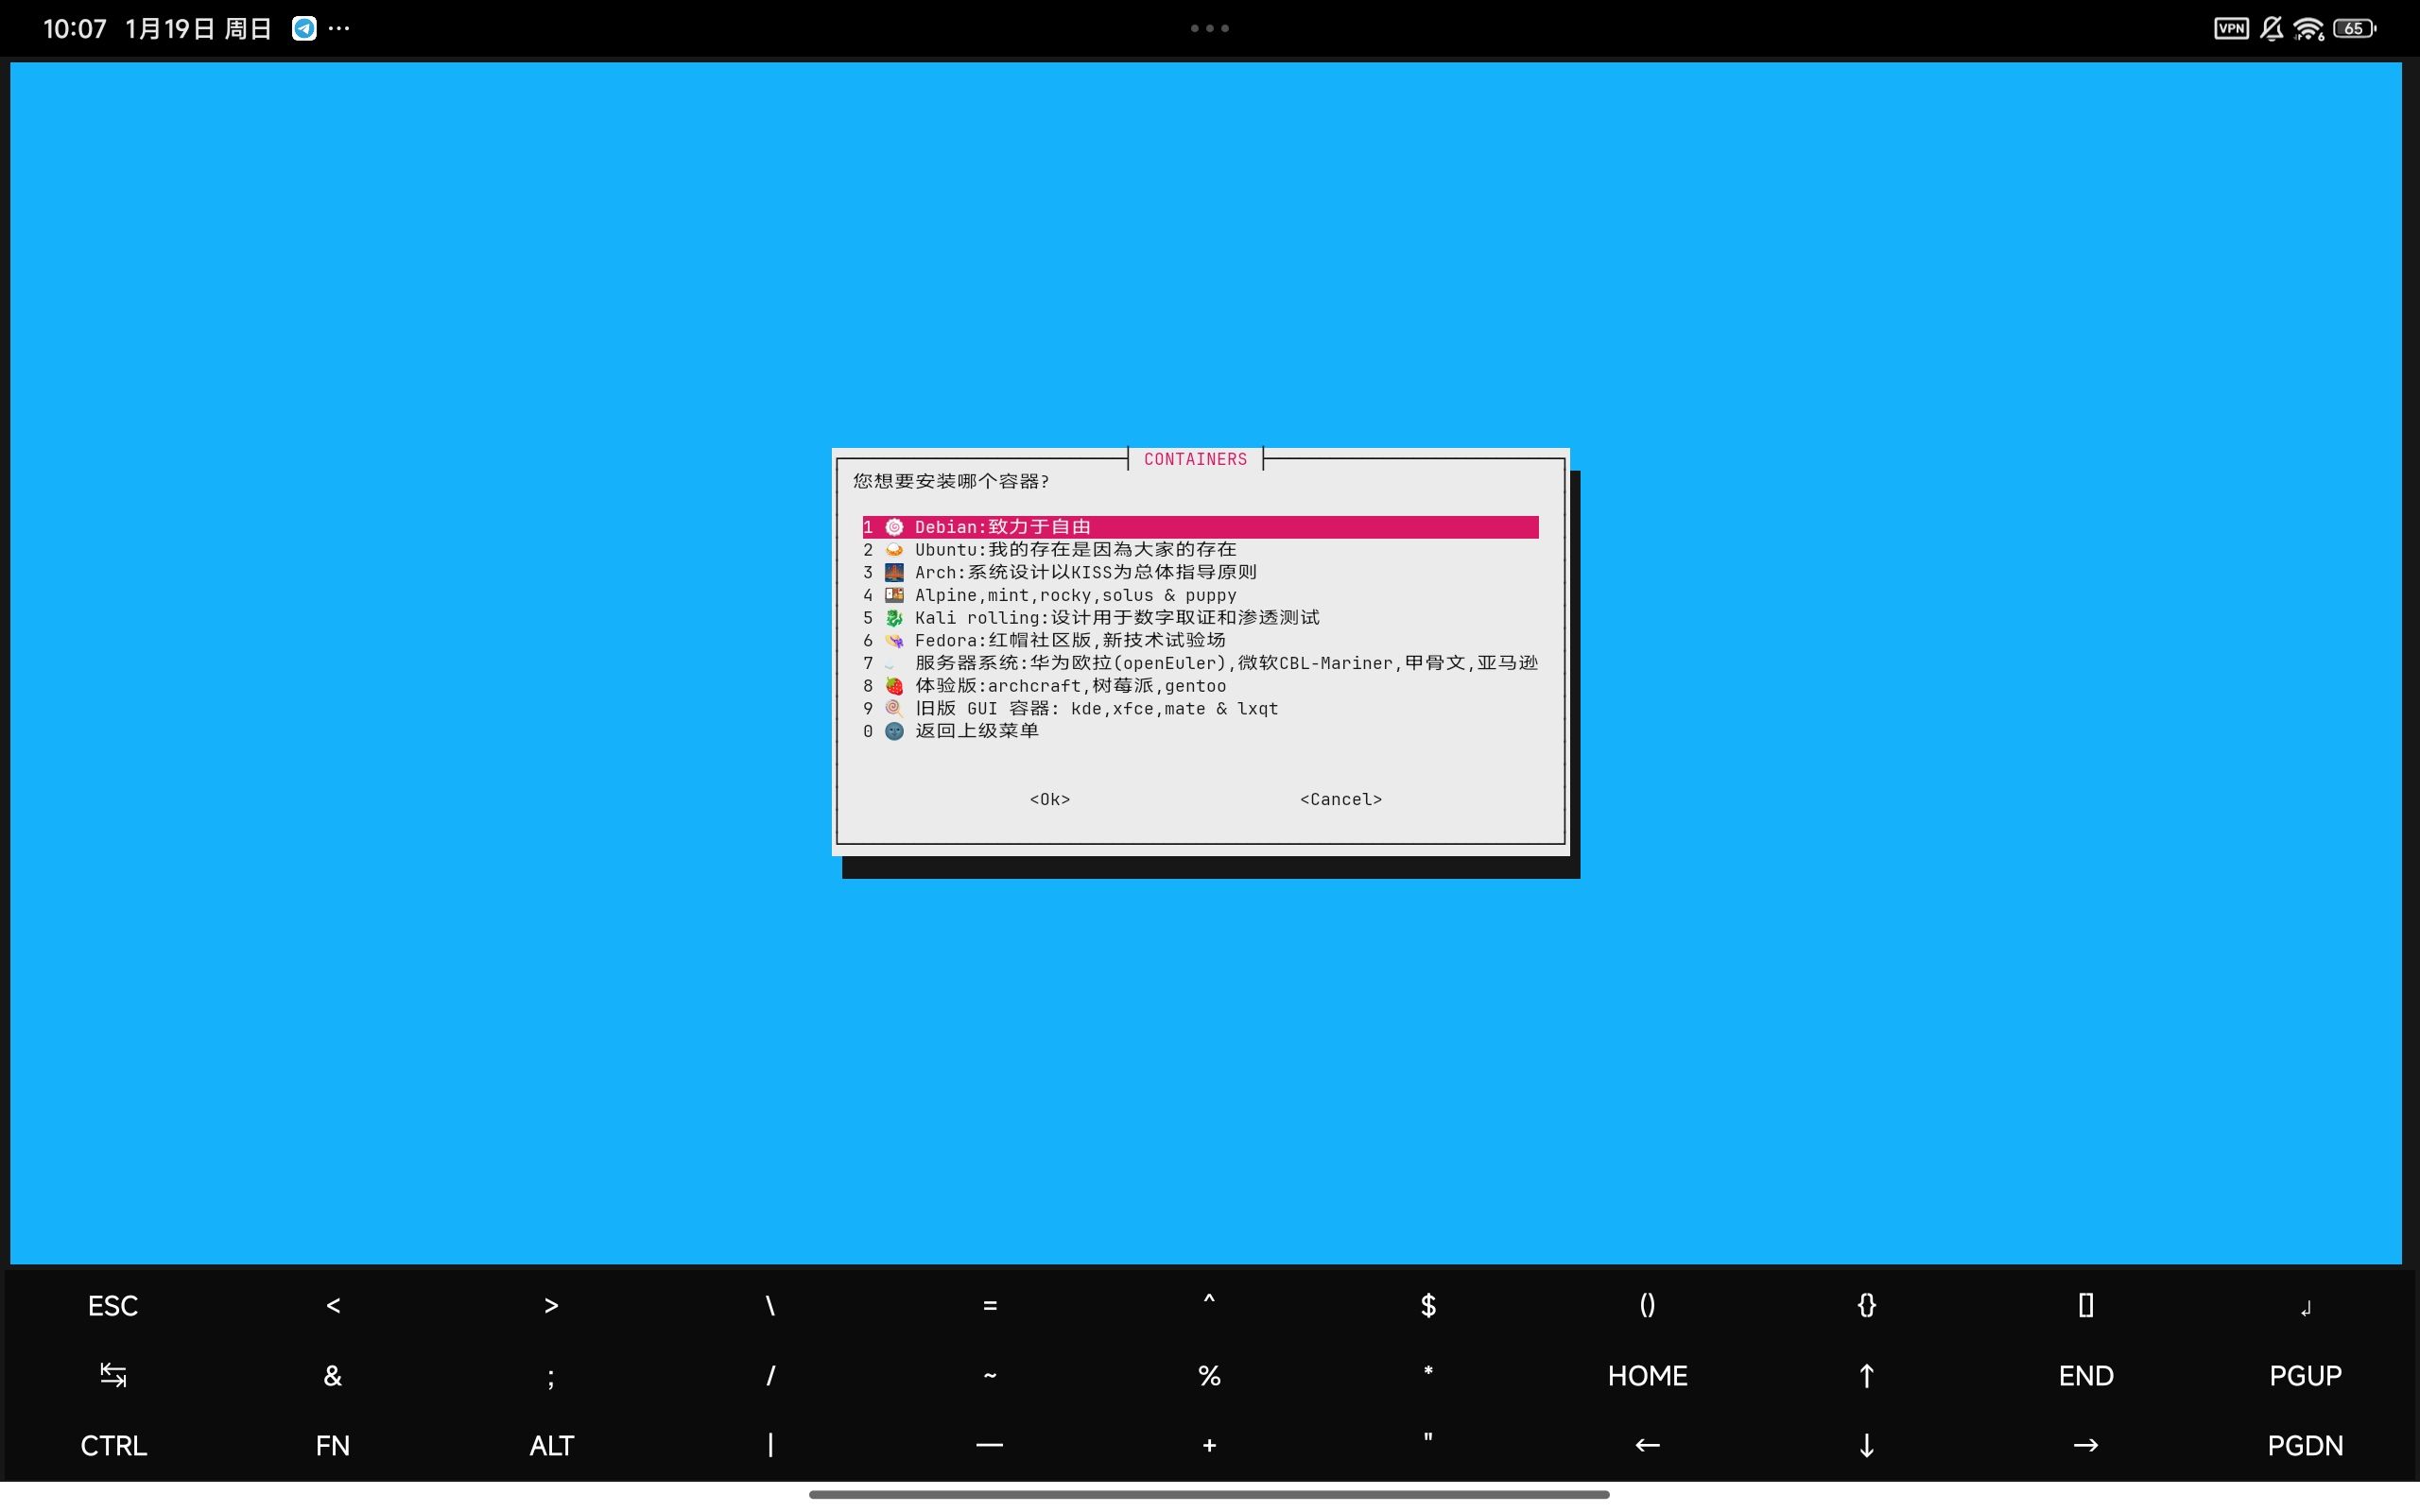 10:07 1月19日 周日 ··· VPN 6 65
CONTAINERS
您想要安装哪个容器?
1 🍥 Debian:致力于自由
2 🍛 Ubuntu:我的存在是因為大家的存在
3 🌉 Arch:系统设计以KISS为总体指导原则
4 🍱 Alpine,mint,rocky,solus & puppy
5 🐉 Kali rolling:设计用于数字取证和渗透测试
6 👒 Fedora:红帽社区版,新技术试验场
7 服务器系统:华为欧拉(openEuler),微软CBL-Mariner,甲骨文,亚马逊
8 🍓 体验版:archcraft,树莓派,gentoo
9 🍭 旧版 GUI 容器: kde,xfce,mate & lxqt
0 🌚 返回上级菜单
<Ok> <Cancel>
ESC < > \ = ^ $ () {} [] ↲
↹ & ; / ~ % * HOME ↑ END PGUP
CTRL FN ALT | — + " ← ↓ → PGDN